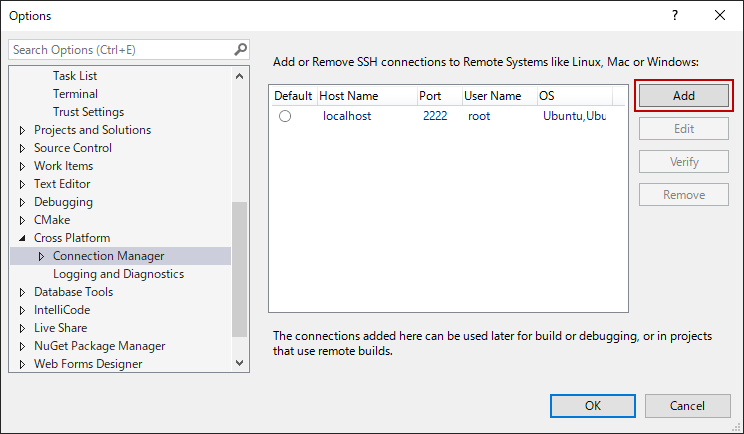 Options
Search Options (Ctrl+E)
Task List
Terminal
Trust Settings
Projects and Solutions
Source Control
Work Items
Text Editor
Debugging
CMake
Cross Platform
Connection Manager
Logging and Diagnostics
Database Tools
IntelliCode
Live Share
NuGet Package Manager
Web Forms Designer
Add or Remove SSH connections to Remote Systems like Linux, Mac or Windows:
Default Host Name Port User Name OS
localhost 2222 root Ubuntu,Ubu
Add
Edit
Verify
Remove
The connections added here can be used later for build or debugging, or in projects
that use remote builds.
OK Cancel